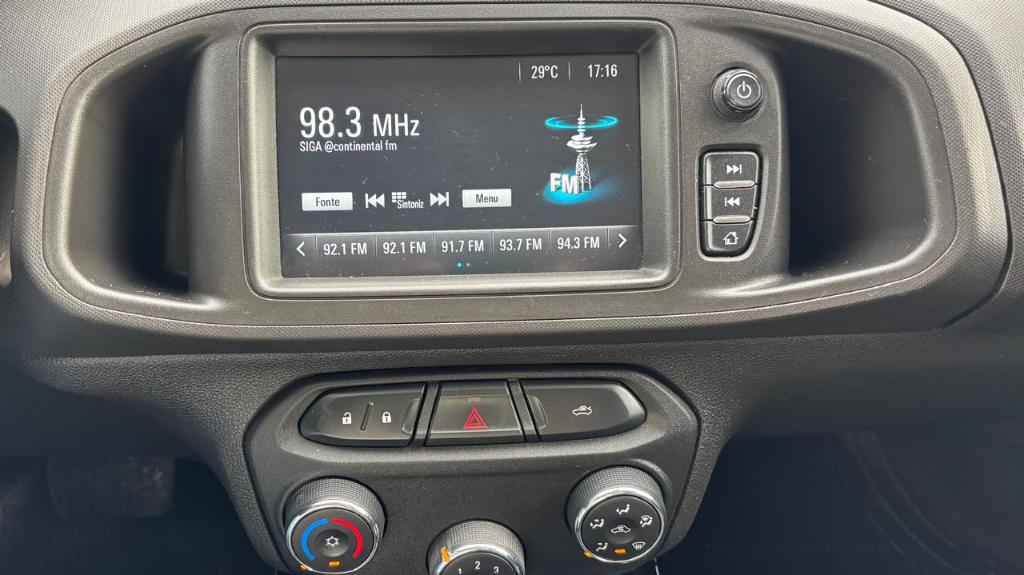 29°C 17:16
98.3 MHz
SIGA @continental fm
FM
Fonte Sintoniz Menu
92.1 FM 92.1 FM 91.7 FM 93.7 FM 94.3 FM
1 2 3